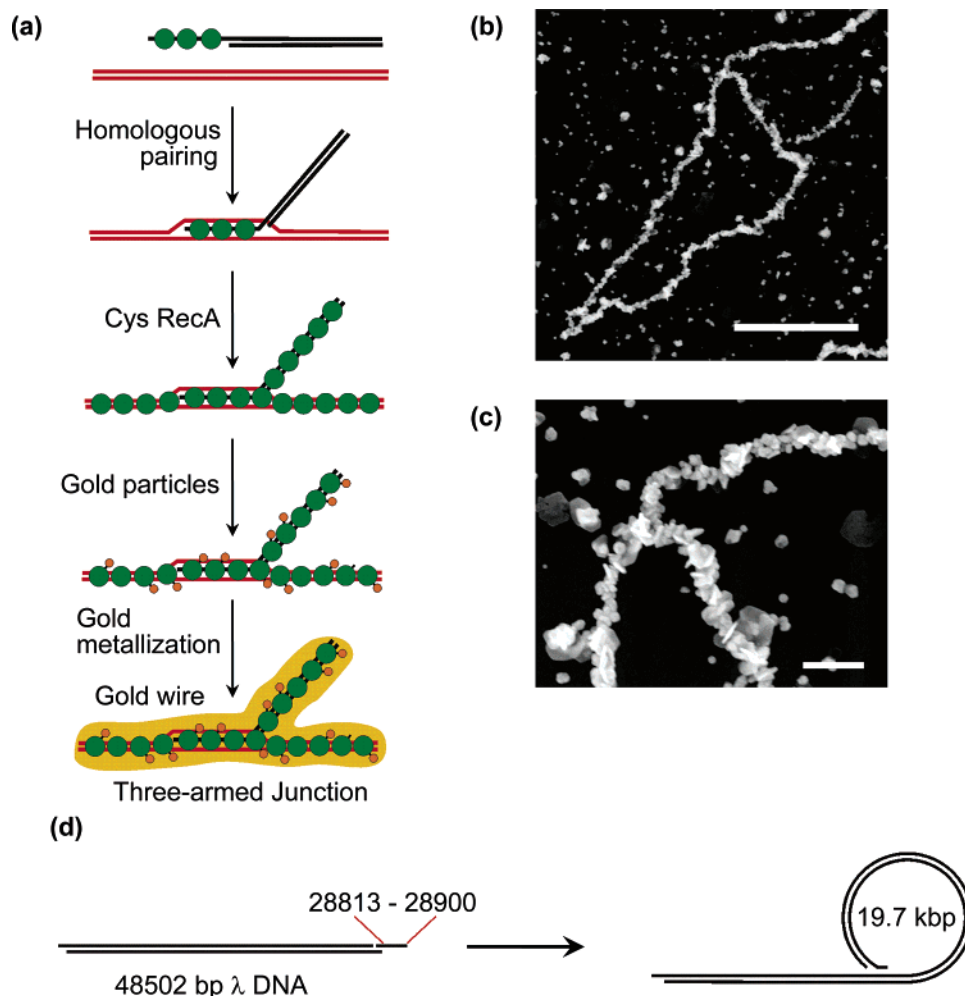 (a)
Homologous
pairing
Cys RecA
Gold particles
Gold
metallization
Gold wire
Three-armed Junction
(b)
(c)
(d)
28813 - 28900
48502 bp λ DNA
19.7 kbp